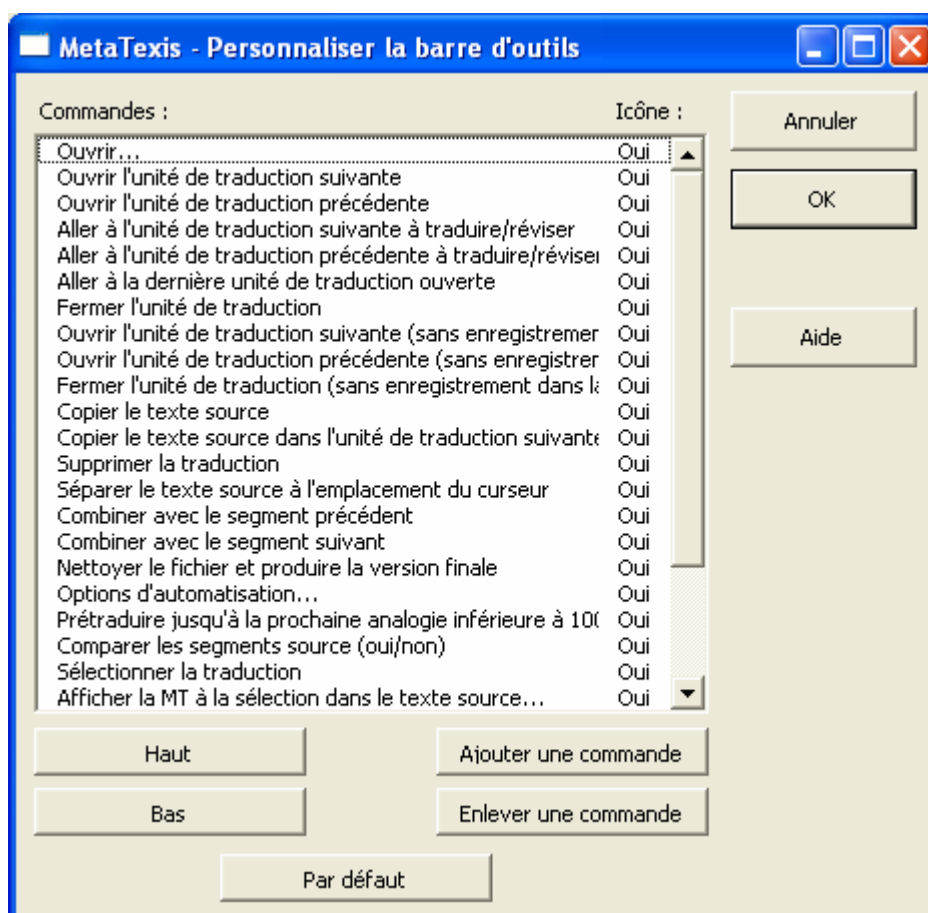 MetaTexis - Personnaliser la barre d'outils
Commandes : Icône :
Ouvrir... Oui
Ouvrir l'unité de traduction suivante Oui
Ouvrir l'unité de traduction précédente Oui
Aller à l'unité de traduction suivante à traduire/réviser Oui
Aller à l'unité de traduction précédente à traduire/réviser Oui
Aller à la dernière unité de traduction ouverte Oui
Fermer l'unité de traduction Oui
Ouvrir l'unité de traduction suivante (sans enregistremen Oui
Ouvrir l'unité de traduction précédente (sans enregistrer Oui
Fermer l'unité de traduction (sans enregistrement dans la Oui
Copier le texte source Oui
Copier le texte source dans l'unité de traduction suivante Oui
Supprimer la traduction Oui
Séparer le texte source à l'emplacement du curseur Oui
Combiner avec le segment précédent Oui
Combiner avec le segment suivant Oui
Nettoyer le fichier et produire la version finale Oui
Options d'automatisation... Oui
Prétraduire jusqu'à la prochaine analogie inférieure à 100 Oui
Comparer les segments source (oui/non) Oui
Sélectionner la traduction Oui
Afficher la MT à la sélection dans le texte source... Oui
Annuler
OK
Aide
Haut Ajouter une commande
Bas Enlever une commande
Par défaut